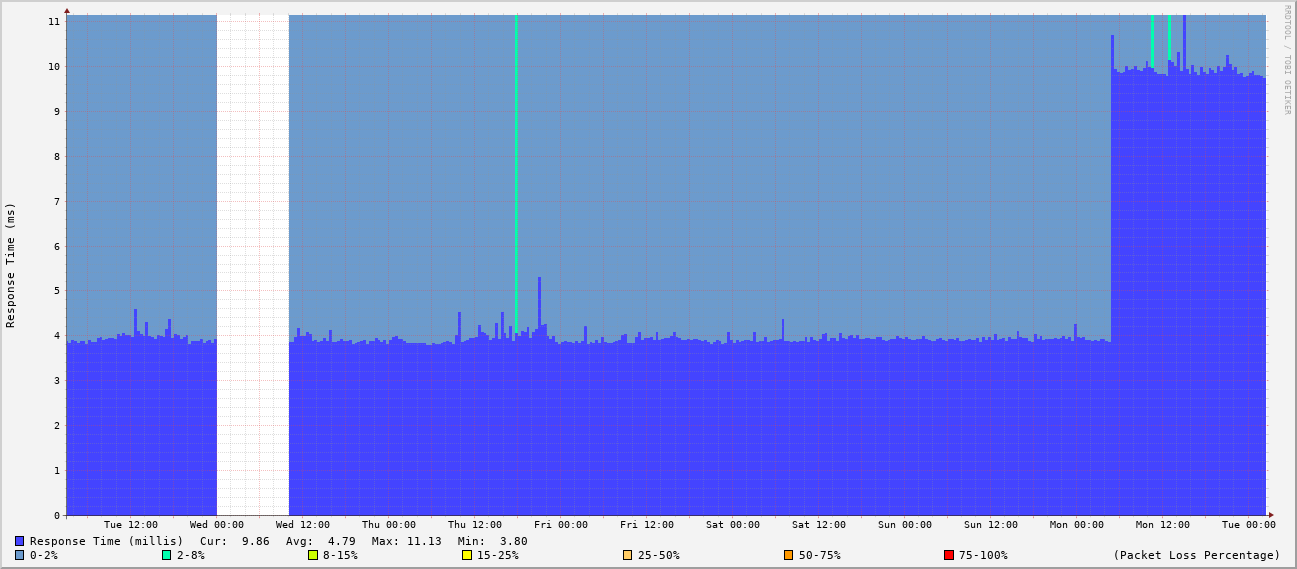 RRDTOOL / TOBI OETIKER
Response Time (ms)
11
10
9
8
7
6
5
4
3
2
1
0
Tue 12:00 Wed 00:00 Wed 12:00 Thu 00:00 Thu 12:00 Fri 00:00 Fri 12:00 Sat 00:00 Sat 12:00 Sun 00:00 Sun 12:00 Mon 00:00 Mon 12:00 Tue 00:00
Response Time (millis) Cur: 9.86 Avg: 4.79 Max: 11.13 Min: 3.80
0-2% 2-8% 8-15% 15-25% 25-50% 50-75% 75-100% (Packet Loss Percentage)